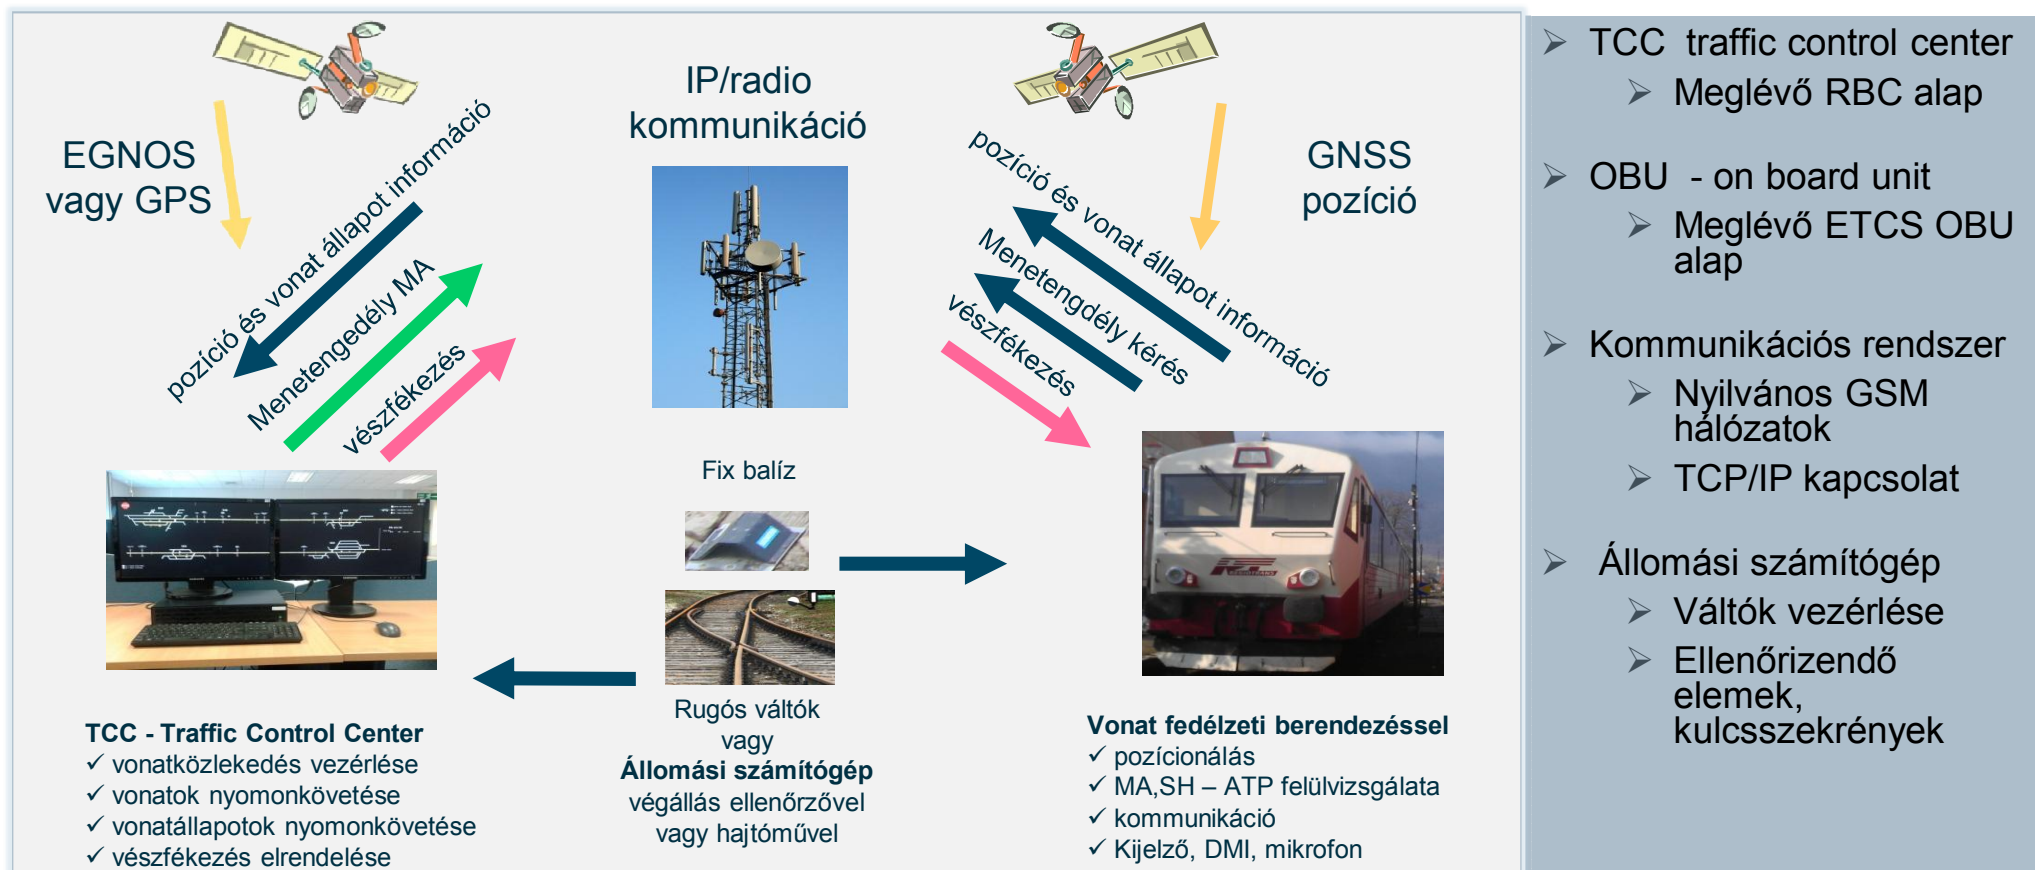 EGNOS
vagy GPS
pozíció és vonat állapot információ
Menetengedély MA
vészfékezés
IP/radio
kommunikáció
GNSS
pozíció
pozíció és vonat állapot információ
Menetengdély kérés
vészfékezés
Fix balíz
Rugós váltók
vagy
Állomási számítógép
végállás ellenőrzővel
vagy hajtóművel
TCC - Traffic Control Center
✓ vonatközlekedés vezérlése
✓ vonatok nyomonkövetése
✓ vonatállapotok nyomonkövetése
✓ vészfékezés elrendelése
Vonat fedélzeti berendezéssel
✓ pozícionálás
✓ MA,SH – ATP felülvizsgálata
✓ kommunikáció
✓ Kijelző, DMI, mikrofon
➢ TCC traffic control center
➢ Meglévő RBC alap
➢ OBU - on board unit
➢ Meglévő ETCS OBU
alap
➢ Kommunikációs rendszer
➢ Nyilvános GSM
hálózatok
➢ TCP/IP kapcsolat
➢ Állomási számítógép
➢ Váltók vezérlése
➢ Ellenőrizendő
elemek,
kulcsszekrények